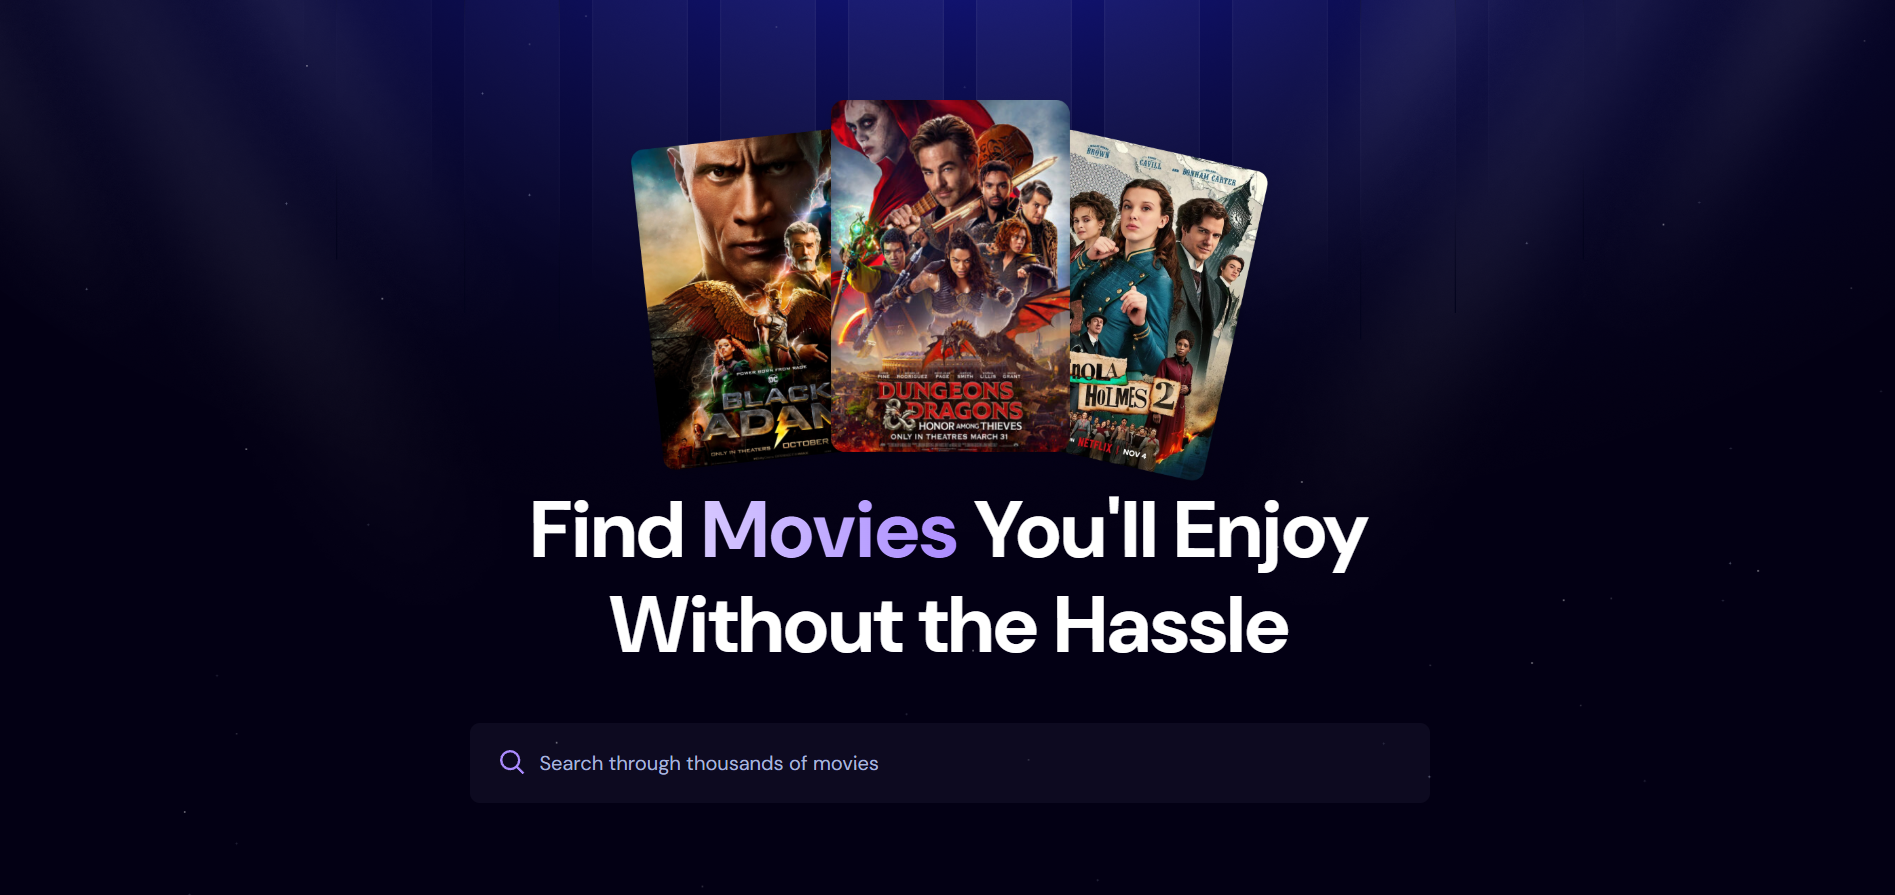 BROWN
CAVILL
AND BONHAM CARTER
POWER BORN FROM RAGE
DC
BLACK
ADAM
ONLY IN THEATERS OCTOBER
PINE RODRIGUEZ PAGE SMITH LILLIS GRANT
DUNGEONS
& DRAGONS
HONOR AMONG THIEVES
ONLY IN THEATRES MARCH 31
NOLA
HOLMES 2
NETFLIX | NOV 4
Find Movies You'll Enjoy
Without the Hassle
Search through thousands of movies